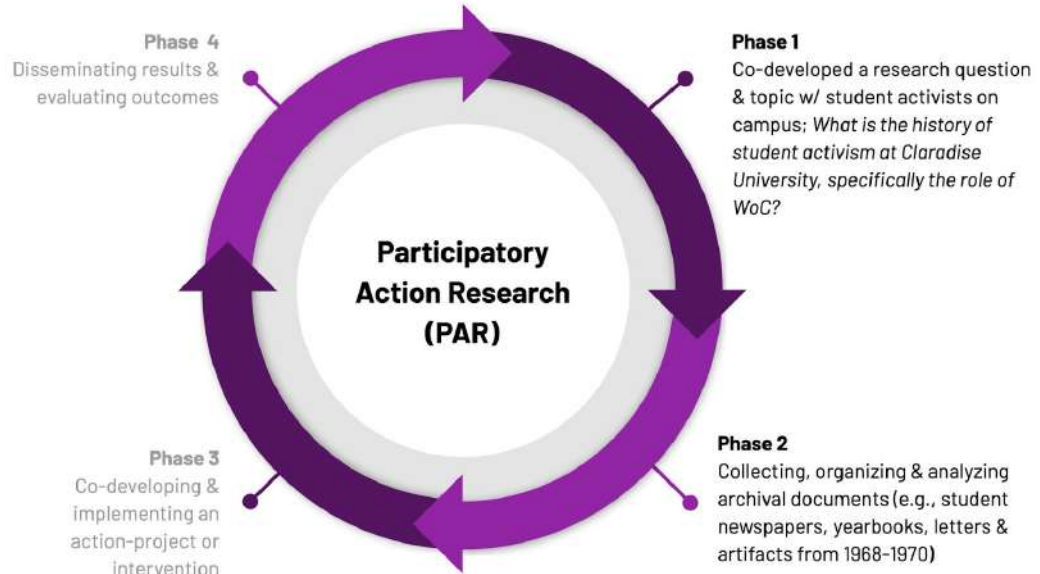 Phase 4
Disseminating results &
evaluating outcomes
Phase 1
Co-developed a research question
& topic w/ student activists on
campus; What is the history of
student activism at Claradise
University, specifically the role of
WoC?
Participatory
Action Research
(PAR)
Phase 3
Co-developing &
implementing an
action-project or
intervention
Phase 2
Collecting, organizing & analyzing
archival documents (e.g., student
newspapers, yearbooks, letters &
artifacts from 1968-1970)